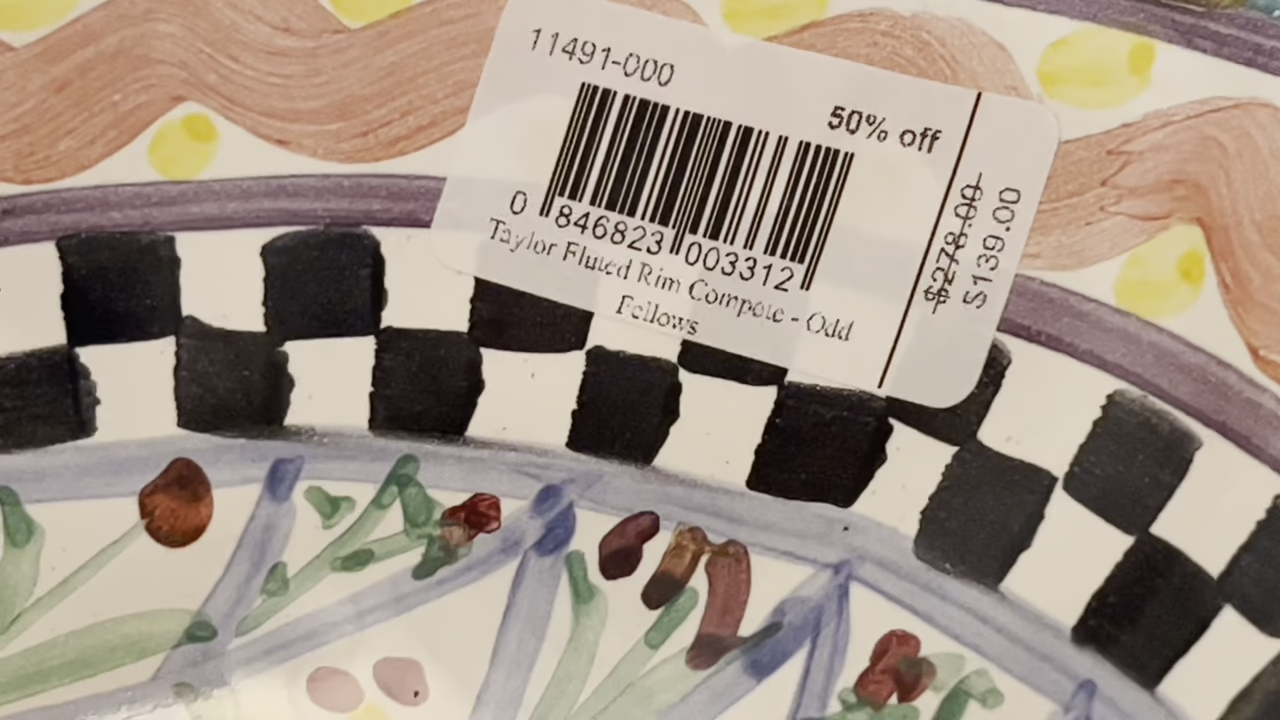 11491-000
50% off
0 846823 003312
Taylor Fluted Rim Compote - Odd
Fellows
$278.00
$139.00